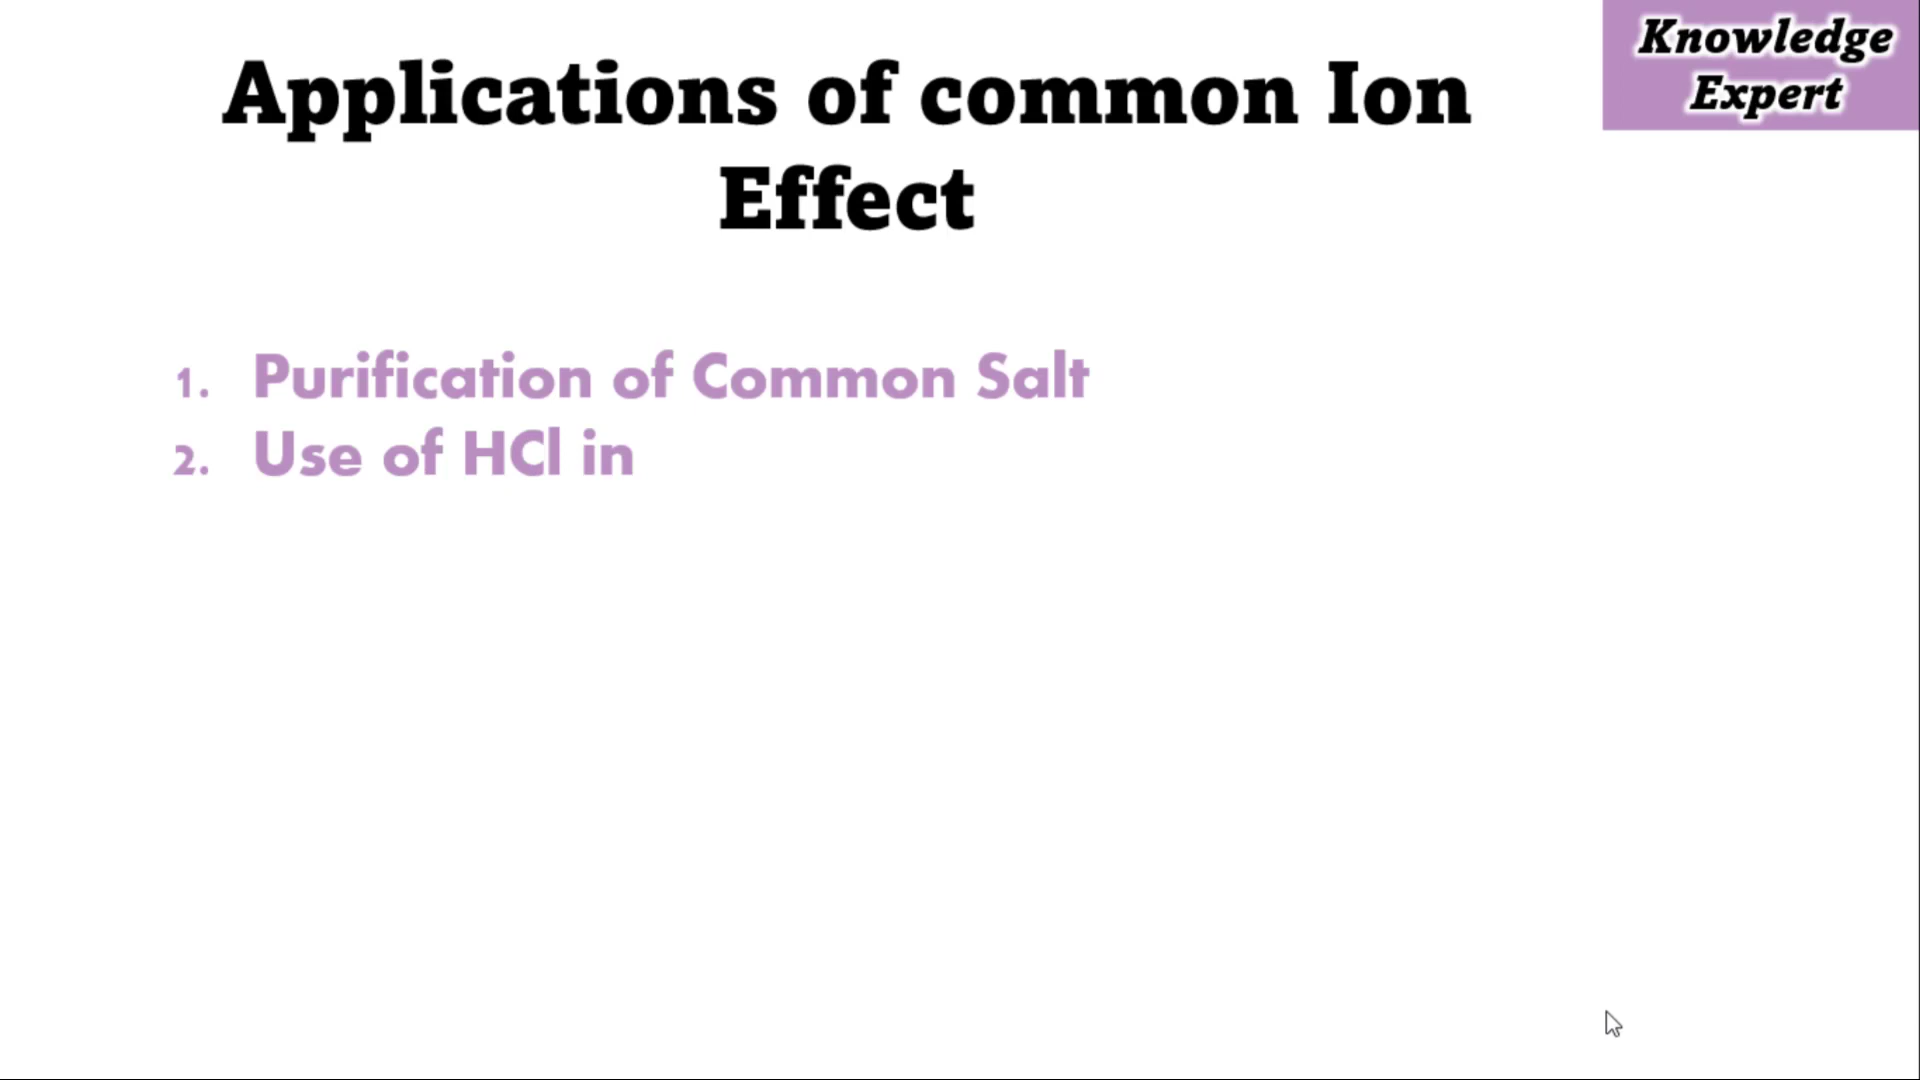 Applications of common Ion
Effect
Knowledge
Expert
1. Purification of Common Salt
2. Use of HCl in